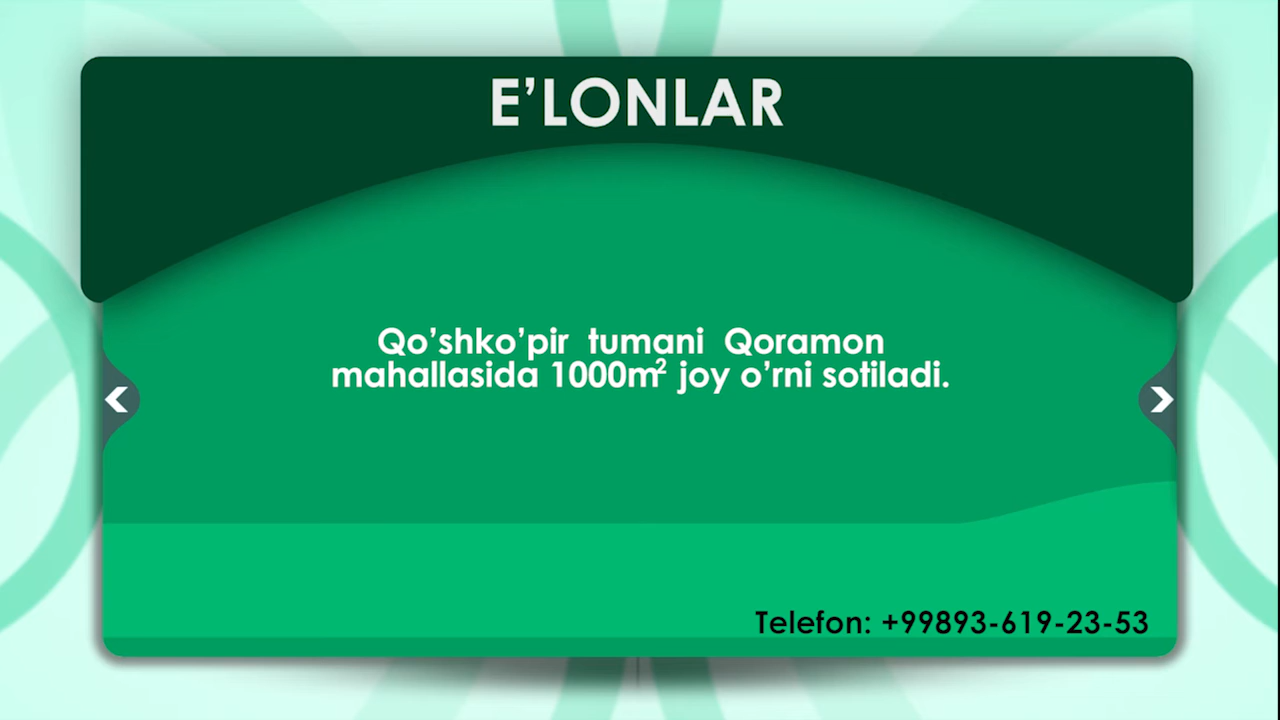 E’LONLAR
Qo’shko’pir tumani Qoramon
mahallasida 1000m² joy o’rni sotiladi.
Telefon: +99893-619-23-53